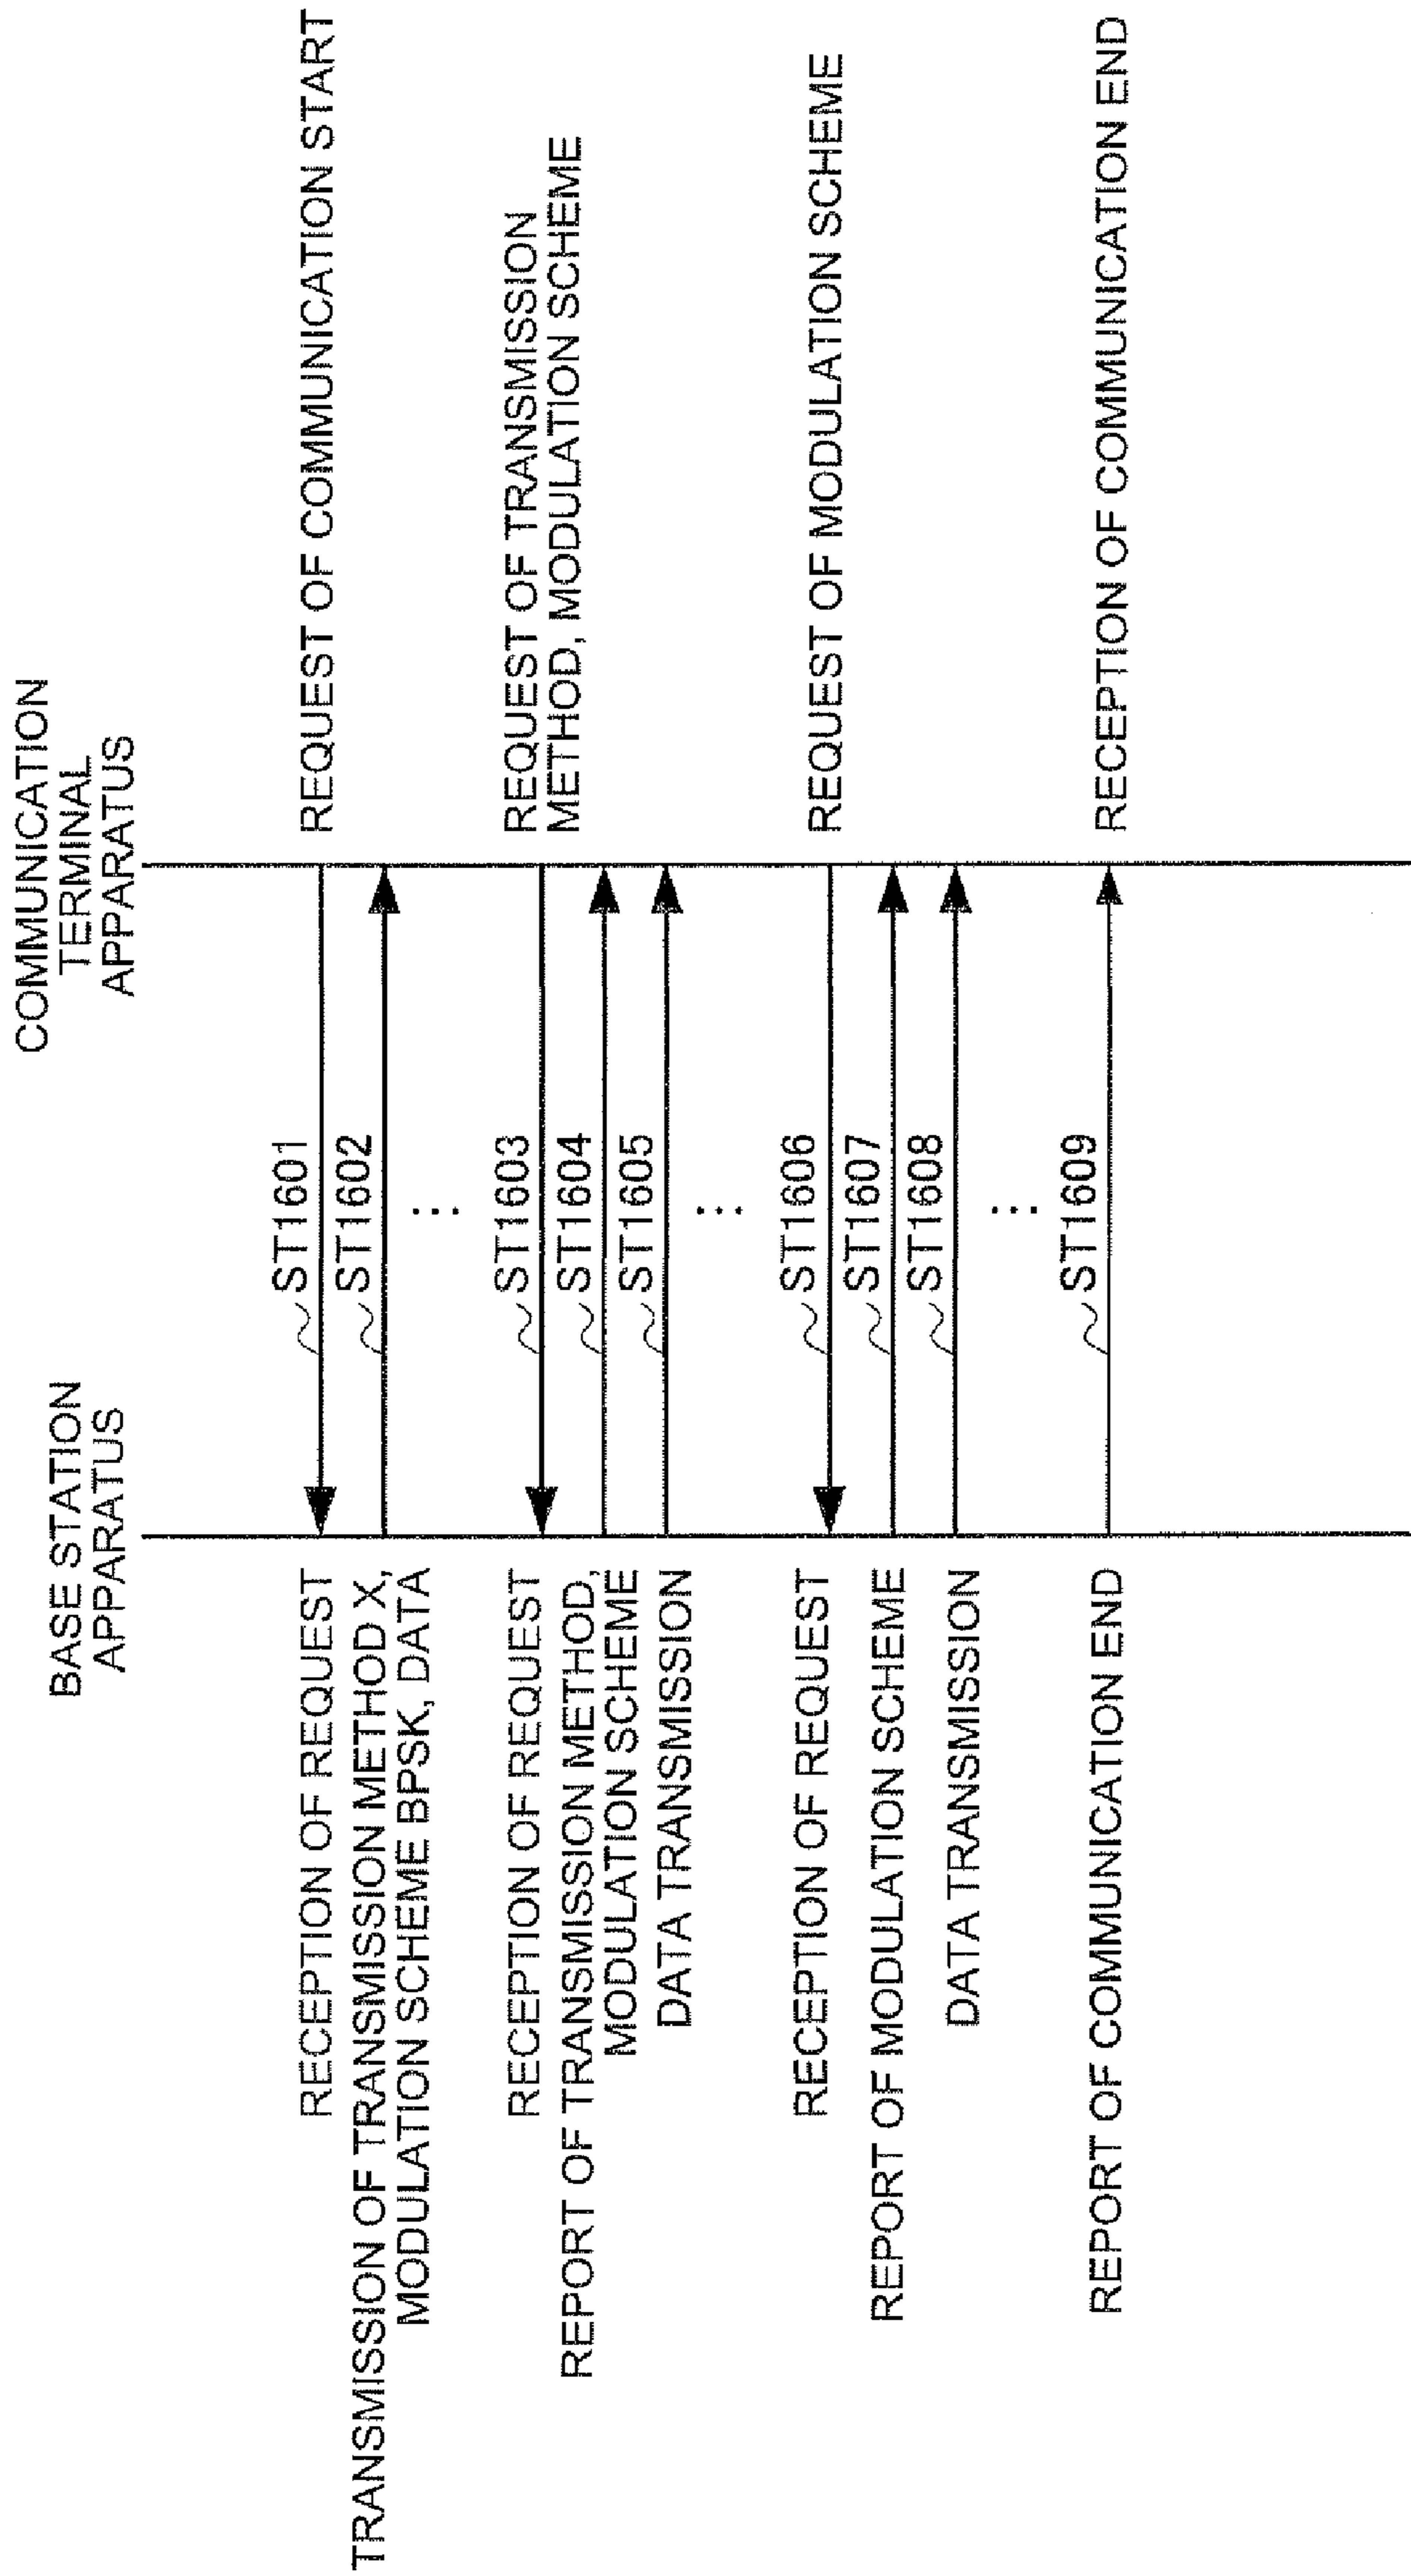 BASE STATION
APPARATUS
COMMUNICATION
TERMINAL
APPARATUS
RECEPTION OF REQUEST
ST1601
REQUEST OF COMMUNICATION START
TRANSMISSION OF TRANSMISSION METHOD X,
MODULATION SCHEME BPSK, DATA
ST1602
...
RECEPTION OF REQUEST
ST1603
REQUEST OF TRANSMISSION
METHOD, MODULATION SCHEME
REPORT OF TRANSMISSION METHOD,
MODULATION SCHEME
ST1604
DATA TRANSMISSION
ST1605
...
RECEPTION OF REQUEST
ST1606
REQUEST OF MODULATION SCHEME
REPORT OF MODULATION SCHEME
ST1607
DATA TRANSMISSION
ST1608
...
REPORT OF COMMUNICATION END
ST1609
RECEPTION OF COMMUNICATION END